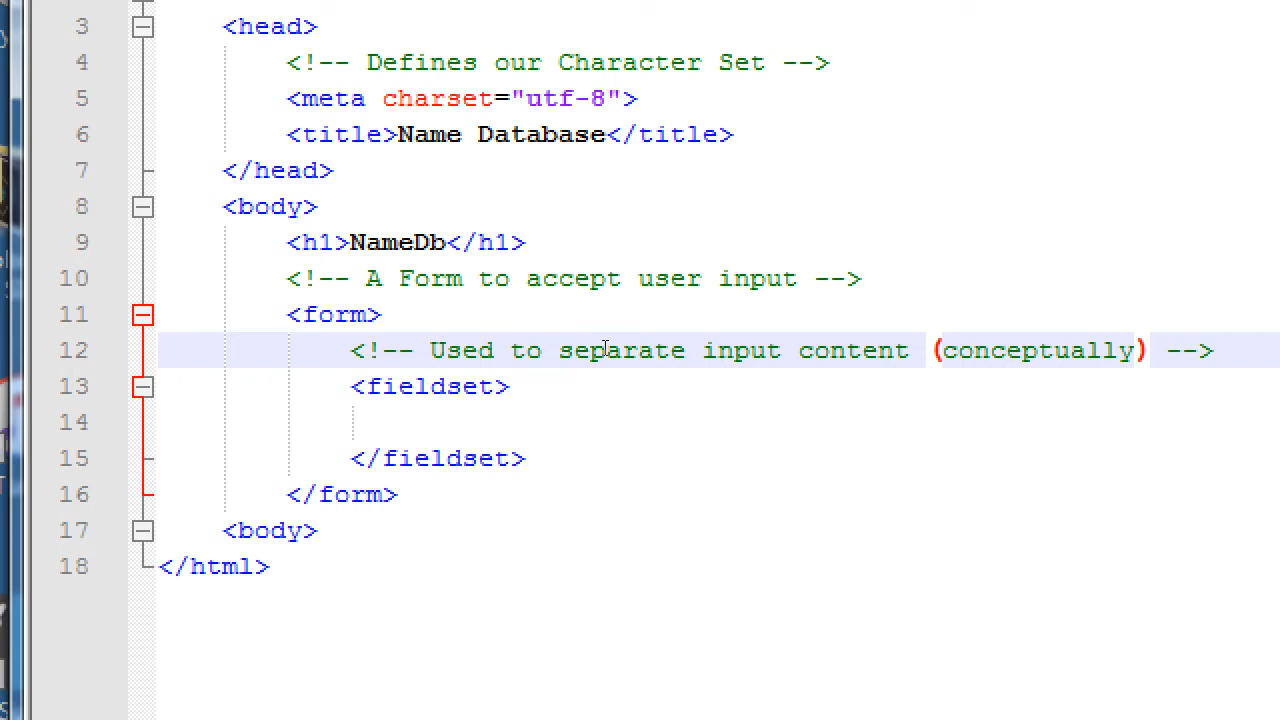 3 <head>
4 <!-- Defines our Character Set -->
5 <meta charset="utf-8">
6 <title>Name Database</title>
7 </head>
8 <body>
9 <h1>NameDb</h1>
10 <!-- A Form to accept user input -->
11 <form>
12 <!-- Used to separate input content (conceptually) -->
13 <fieldset>
14
15 </fieldset>
16 </form>
17 <body>
18 </html>